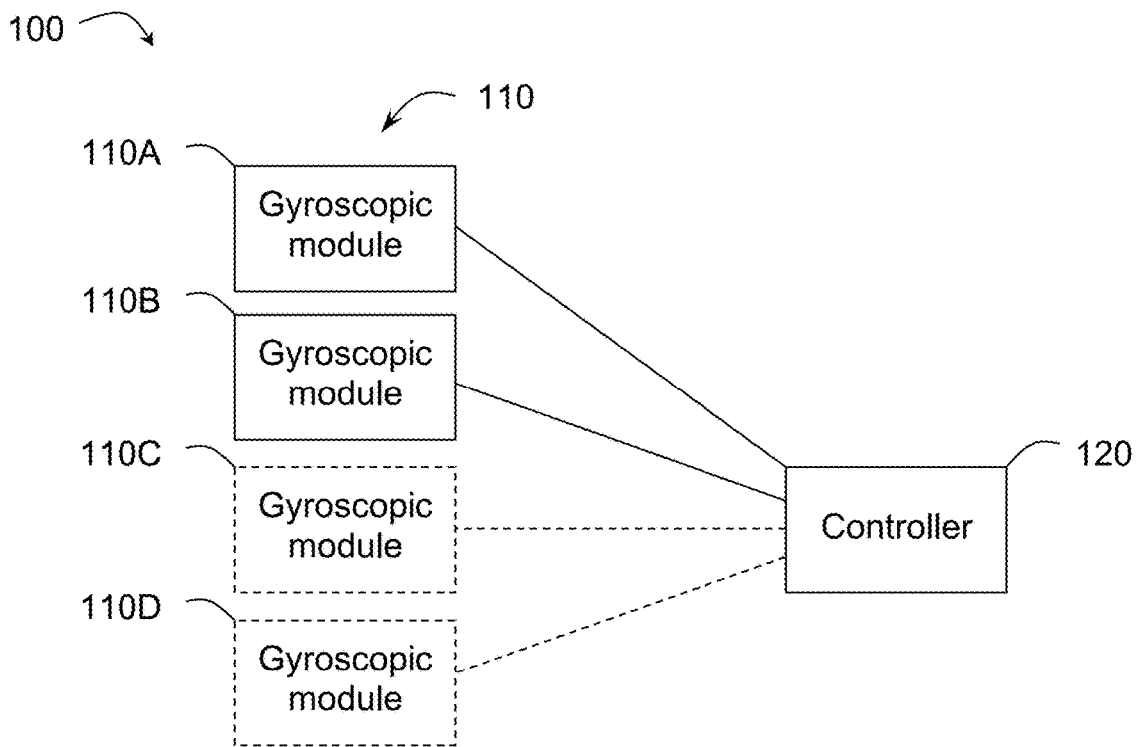 100
110
110A
Gyroscopic
module
110B
Gyroscopic
module
110C
Gyroscopic
module
120
Controller
110D
Gyroscopic
module